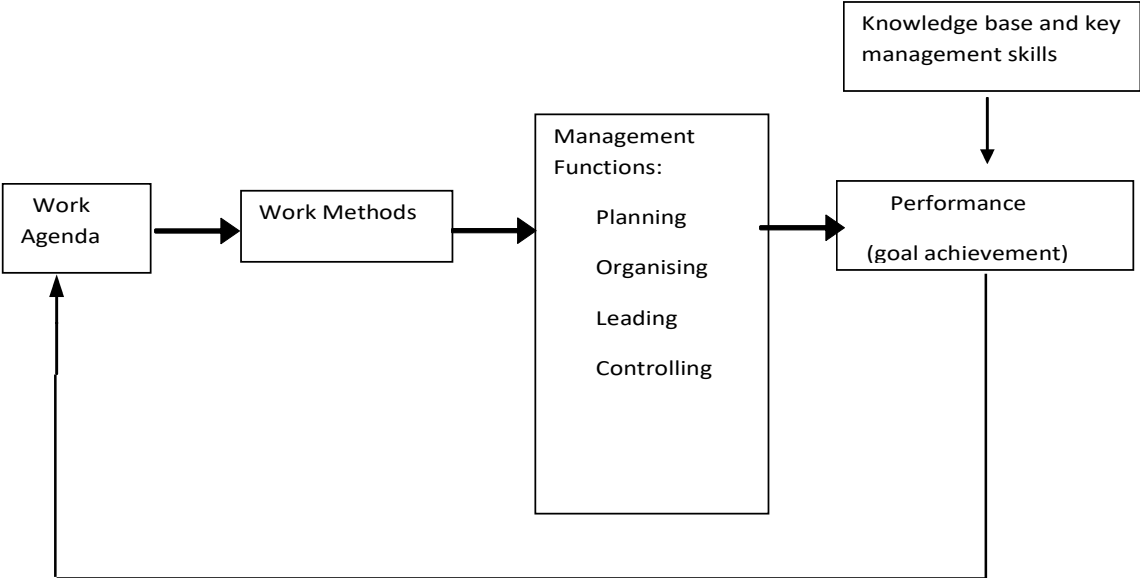 Knowledge base and key
management skills
Management
Functions:
Planning
Organising
Leading
Controlling
Work
Agenda
Work Methods
Performance
(goal achievement)